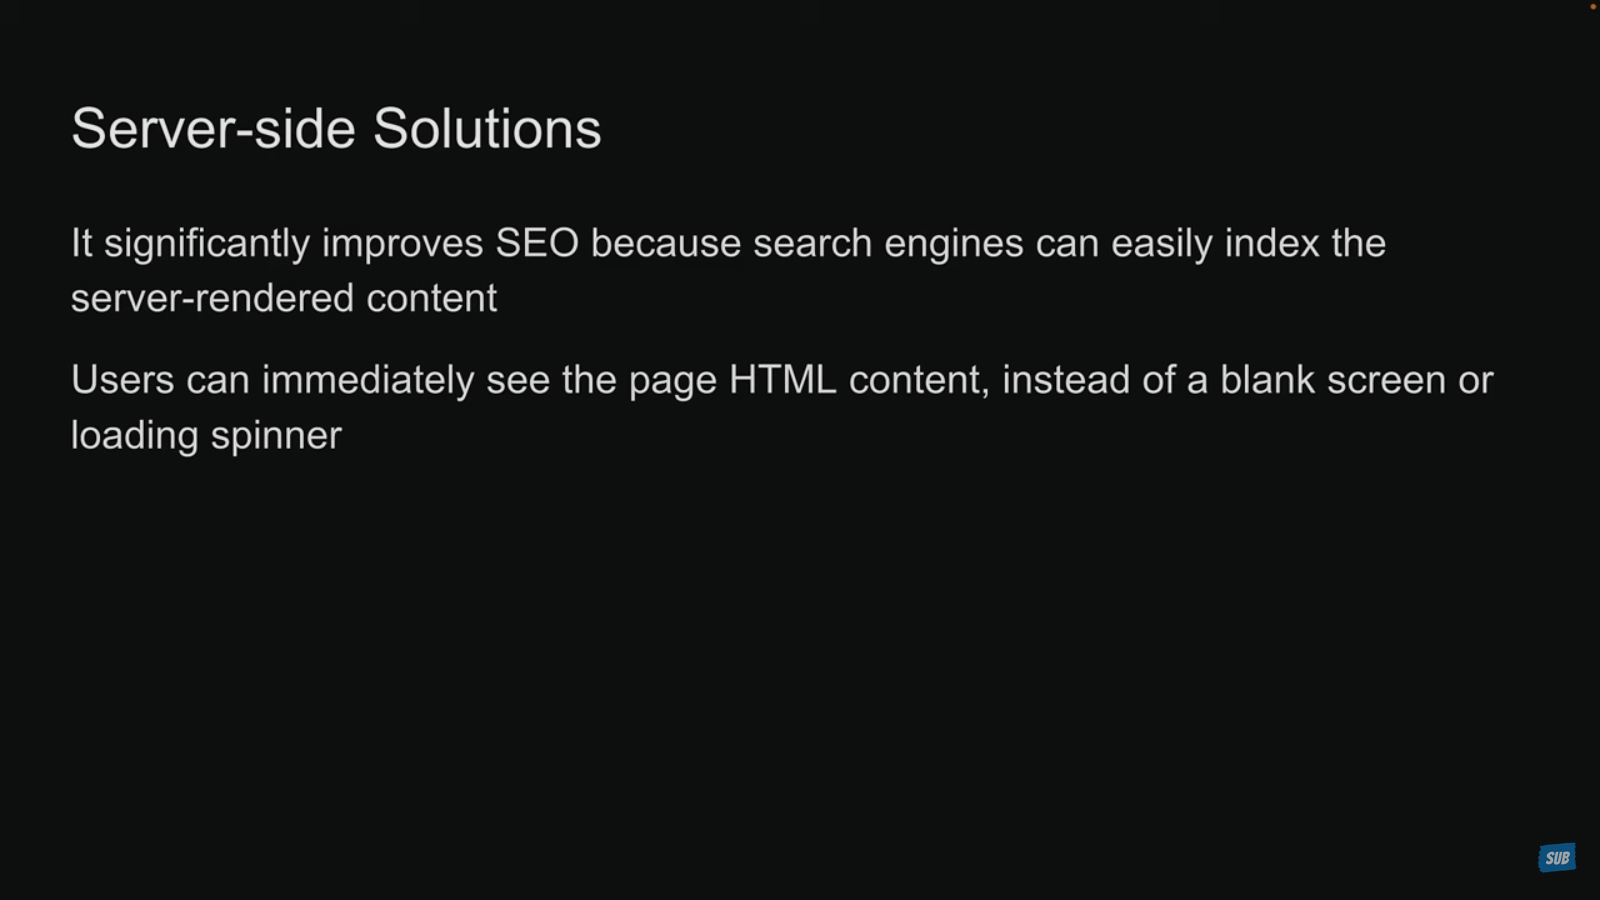 Server-side Solutions
It significantly improves SEO because search engines can easily index the
server-rendered content
Users can immediately see the page HTML content, instead of a blank screen or
loading spinner
SUB